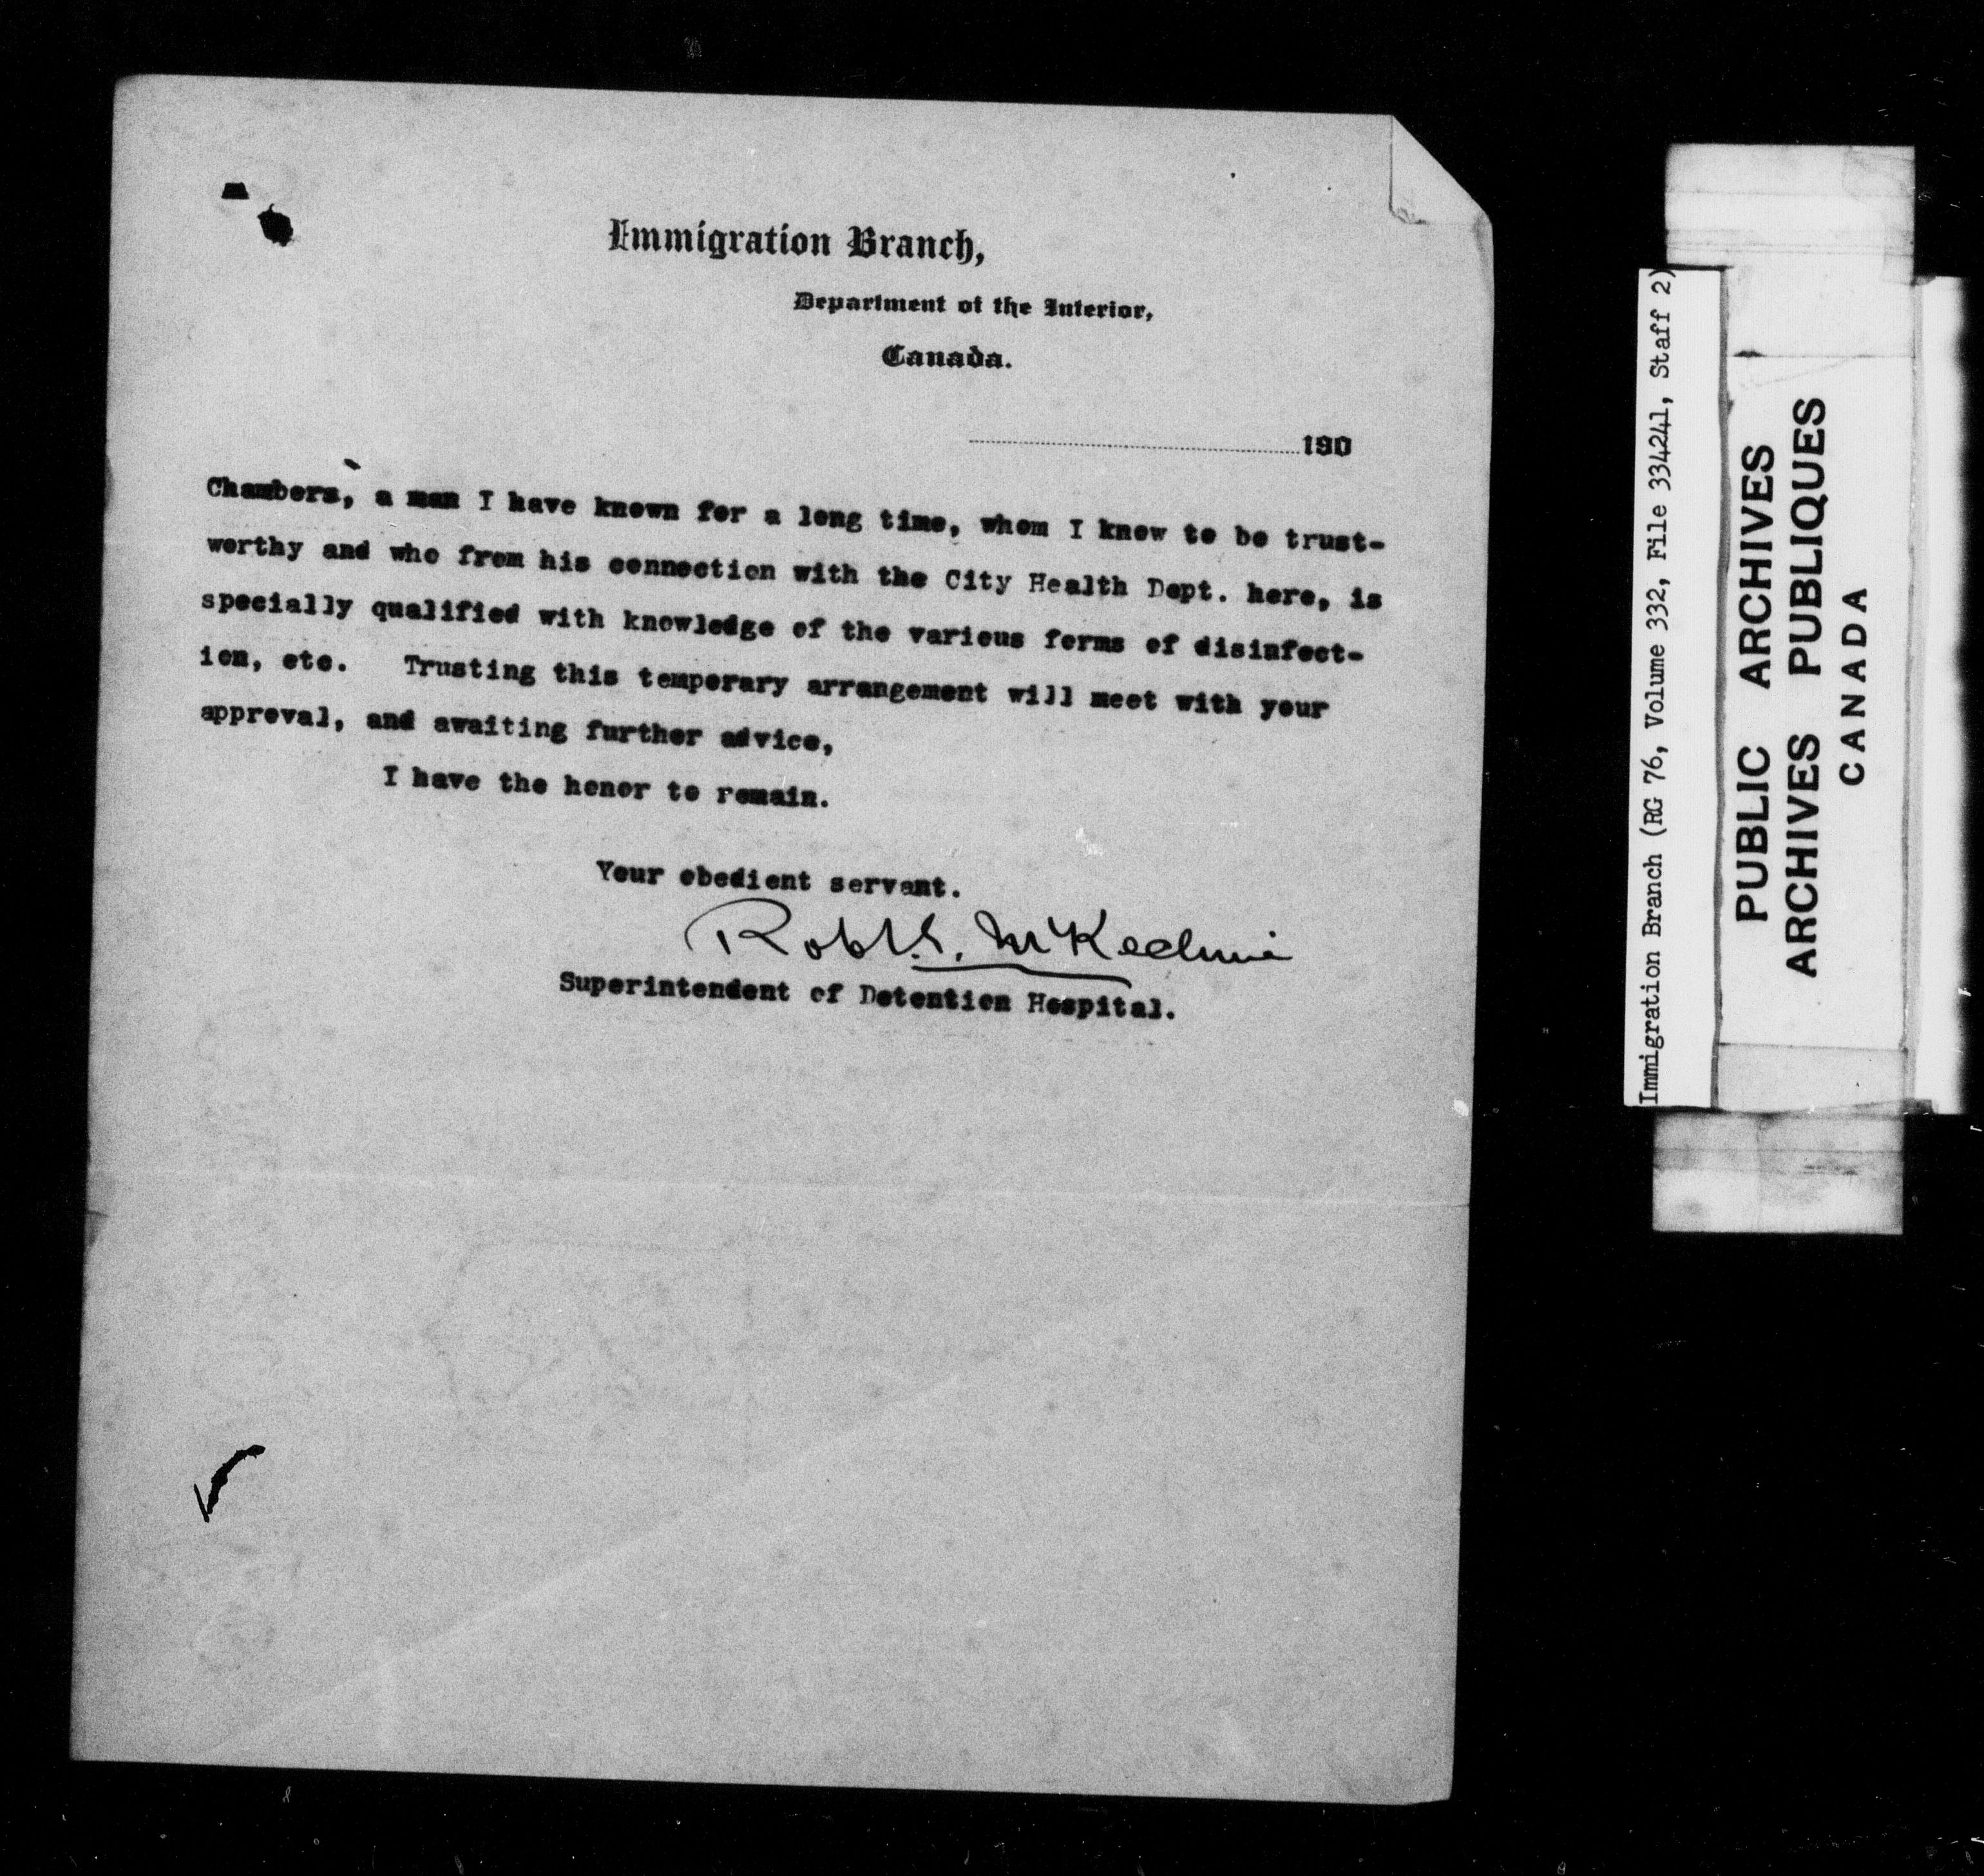 Immigration Branch,
Department of the Interior,
Canada.
190
Chambers, a man I have known for a long time, whom I know to be trust-
worthy and who from his connection with the City Health Dept. here, is
specially qualified with knowledge of the various forms of disinfect-
ion, etc. Trusting this temporary arrangement will meet with your
approval, and awaiting further advice,
I have the honor to remain.
Your obedient servant.
Robt. S. McKechnie
Superintendent of Detention Hospital.
Immigration Branch (RG 76, Volume 332, File 334241, Staff 2)
PUBLIC ARCHIVES
ARCHIVES PUBLIQUES
CANADA